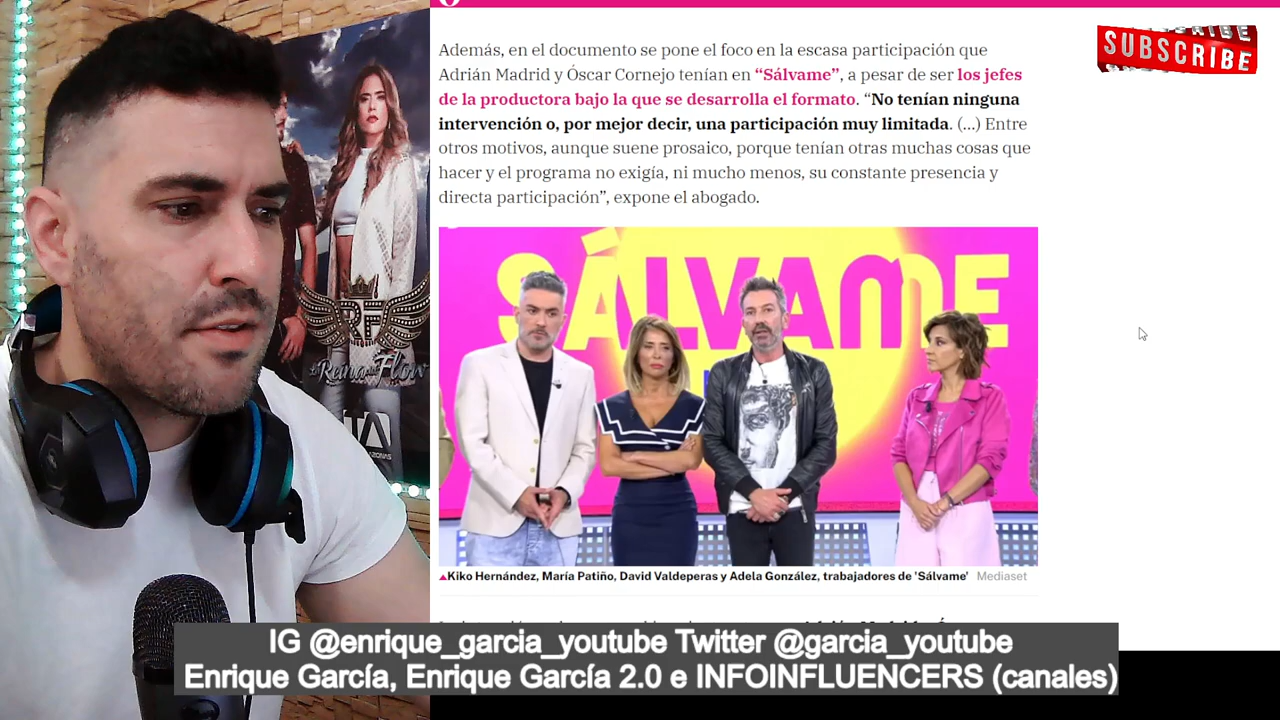 SUBSCRIBE
Además, en el documento se pone el foco en la escasa participación que
Adrián Madrid y Óscar Cornejo tenían en “Sálvame”, a pesar de ser los jefes
de la productora bajo la que se desarrolla el formato. “No tenían ninguna
intervención o, por mejor decir, una participación muy limitada. (...) Entre
otros motivos, aunque suene prosaico, porque tenían otras muchas cosas que
hacer y el programa no exigía, ni mucho menos, su constante presencia y
directa participación”, expone el abogado.
SÁLVAME
RF
La Reina del Flow
Kiko Hernández, María Patiño, David Valdeperas y Adela González, trabajadores de 'Sálvame' Mediaset
IG @enrique_garcia_youtube Twitter @garcia_youtube
Enrique García, Enrique García 2.0 e INFOINFLUENCERS (canales)